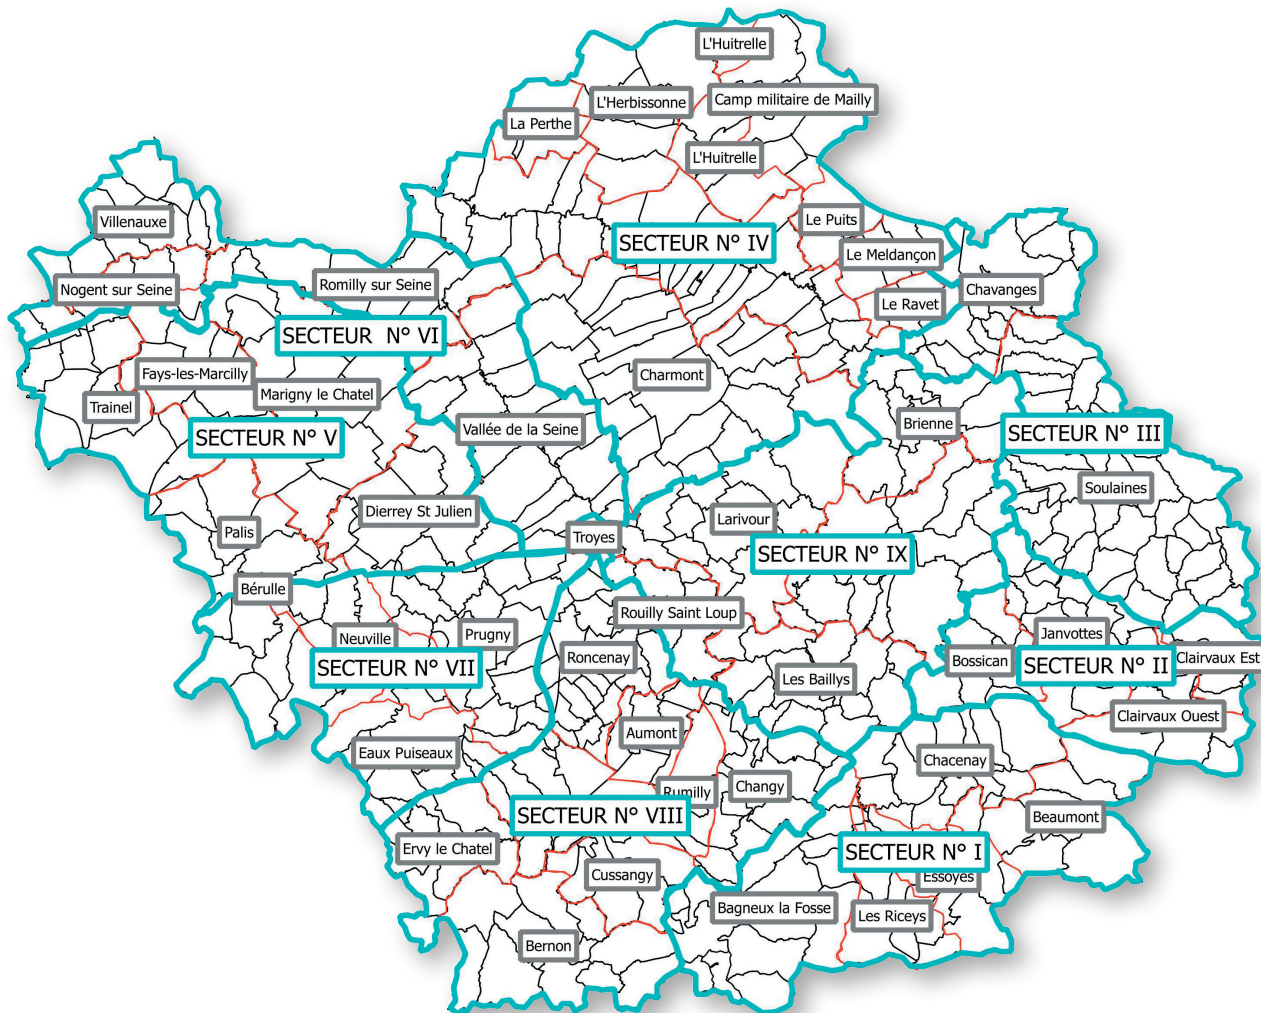 L'Huitrelle
L'Herbissonne
Camp militaire de Mailly
La Perthe
L'Huitrelle
Villenauxe
Le Puits
SECTEUR N° IV
Le Meldançon
Nogent sur Seine
Romilly sur Seine
Chavanges
Le Ravet
SECTEUR N° VI
Fays-les-Marcilly
Charmont
Marigny le Chatel
Trainel
Brienne
Vallée de la Seine
SECTEUR N° III
SECTEUR N° V
Soulaines
Dierrey St Julien
Larivour
Palis
Troyes
SECTEUR N° IX
Bérulle
Rouilly Saint Loup
Neuville
Prugny
Janvottes
Roncenay
Bossican
Clairvaux Est
SECTEUR N° VII
SECTEUR N° II
Les Baillys
Clairvaux Ouest
Aumont
Eaux Puiseaux
Chacenay
Rumilly
Changy
SECTEUR N° VIII
Beaumont
Ervy le Chatel
SECTEUR N° I
Cussangy
Essoyes
Bagneux la Fosse
Les Riceys
Bernon